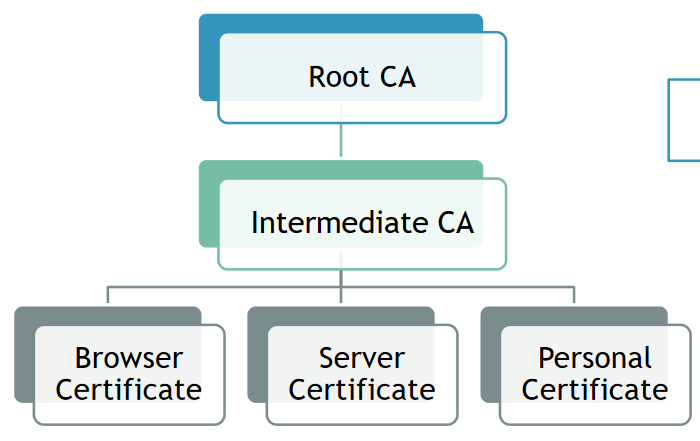 Root CA
Intermediate CA
Browser
Certificate
Server
Certificate
Personal
Certificate